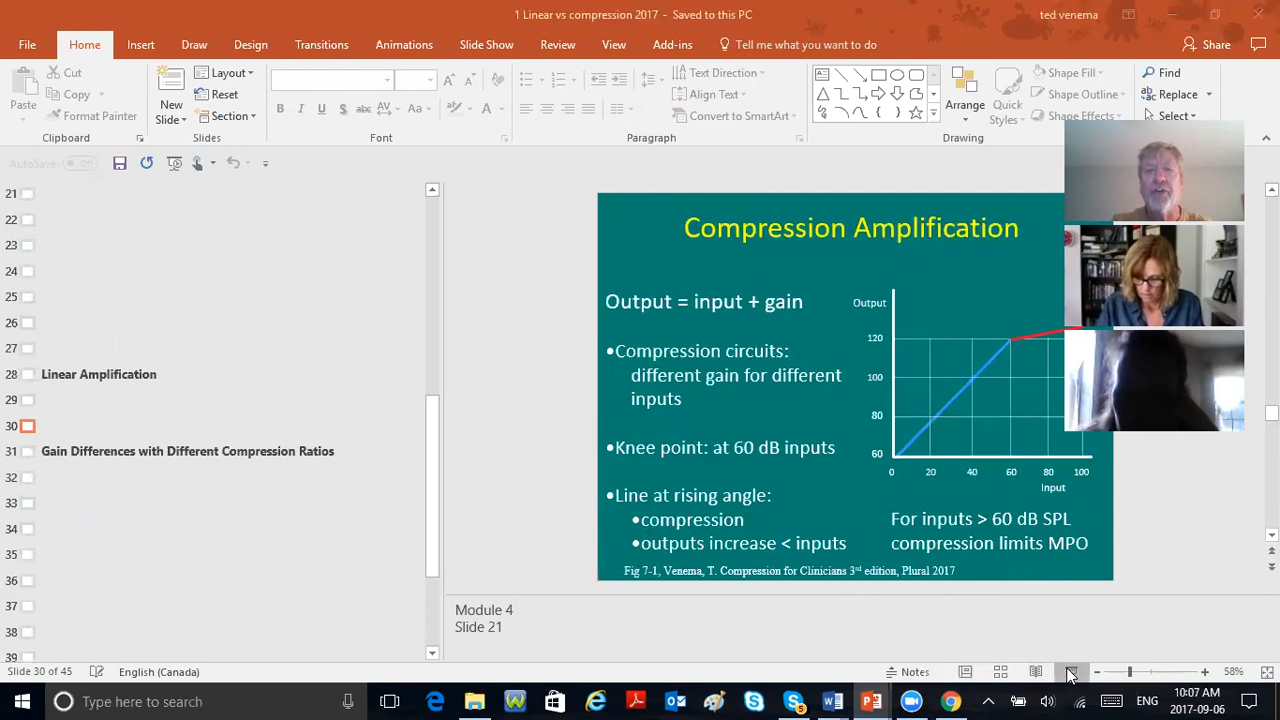 1 Linear vs compression 2017 - Saved to this PC
ted venema
File Home Insert Draw Design Transitions Animations Slide Show Review View Add-ins Tell me what you want to do Share
Paste
Cut
Copy
Format Painter
Clipboard
New
Slide
Layout
Reset
Section
Slides
B I U S abc AV Aa A
Font
Text Direction
Align Text
Convert to SmartArt
Paragraph
Arrange
Quick
Styles
Shape Fill
Shape Outline
Shape Effects
Drawing
Find
Replace
Select
AutoSave
21
22
23
24
25
26
27
28 Linear Amplification
29
30
31 Gain Differences with Different Compression Ratios
32
33
34
35
36
37
38
39
Compression Amplification
Output = input + gain
•Compression circuits:
different gain for different
inputs
•Knee point: at 60 dB inputs
•Line at rising angle:
•compression
•outputs increase < inputs
Output
120
100
80
60
0 20 40 60 80 100
Input
For inputs > 60 dB SPL
compression limits MPO
Fig 7-1, Venema, T. Compression for Clinicians 3rd edition, Plural 2017
Module 4
Slide 21
Slide 30 of 45 English (Canada) Notes 58%
Type here to search
ENG
10:07 AM
2017-09-06